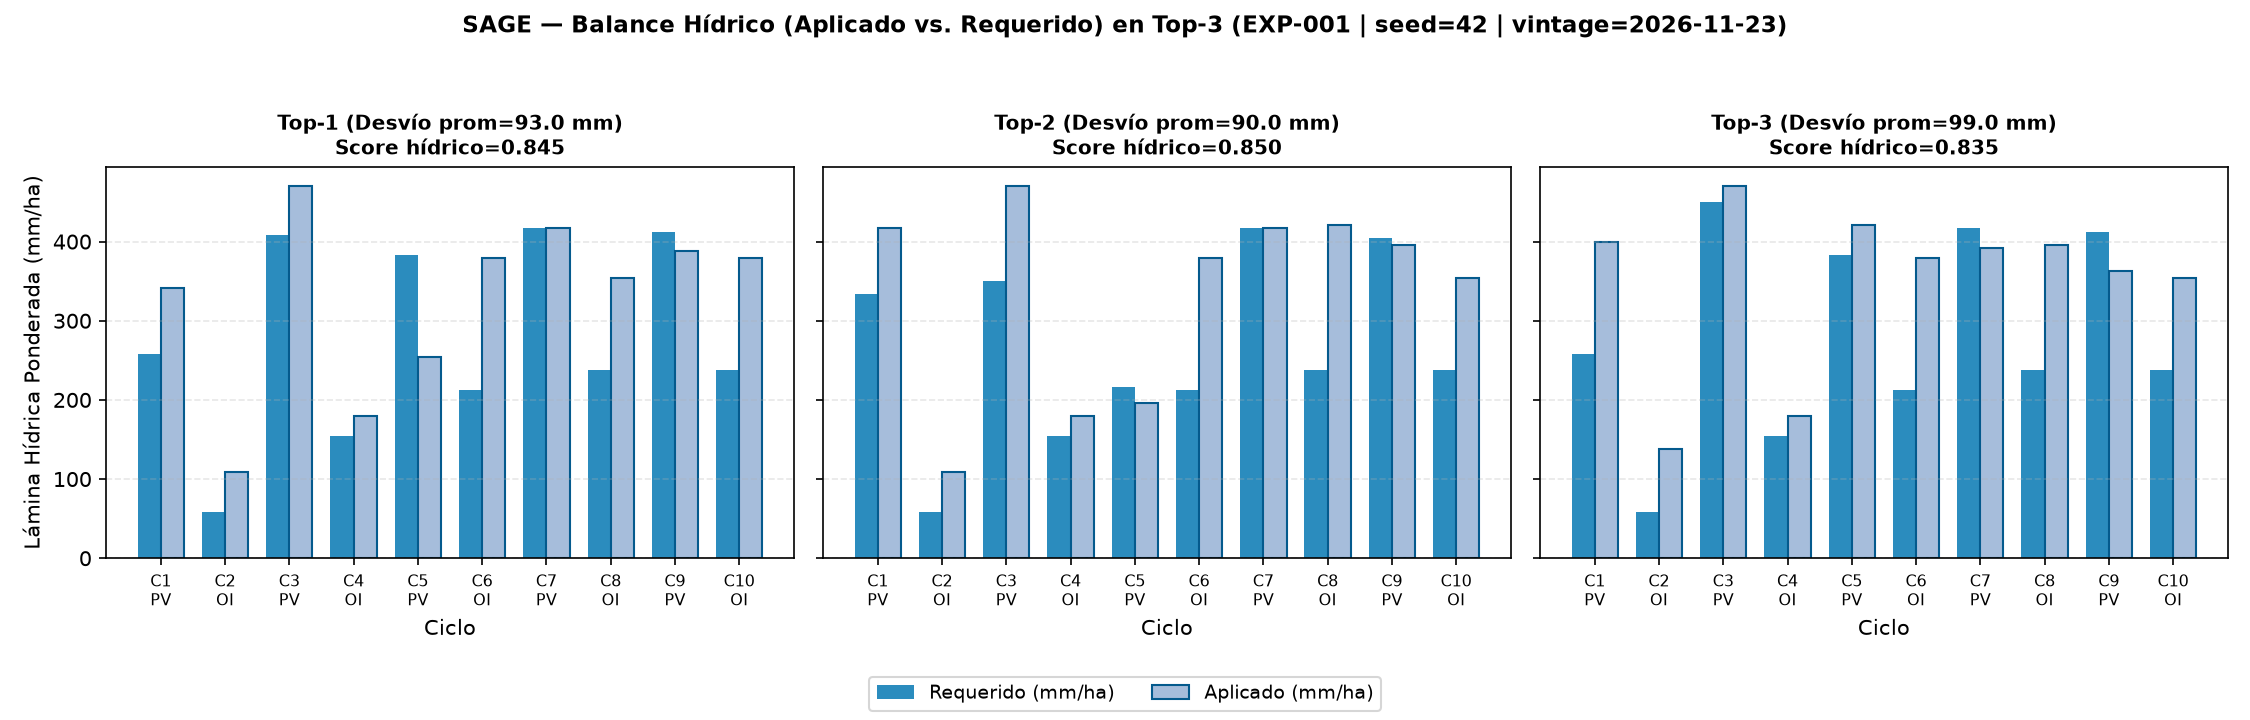 SAGE — Balance Hídrico (Aplicado vs. Requerido) en Top-3 (EXP-001 | seed=42 | vintage=2026-11-23)
Top-1 (Desvío prom=93.0 mm)
Score hídrico=0.845
Top-2 (Desvío prom=90.0 mm)
Score hídrico=0.850
Top-3 (Desvío prom=99.0 mm)
Score hídrico=0.835
Lámina Hídrica Ponderada (mm/ha)
400
300
200
100
0
C1 C2 C3 C4 C5 C6 C7 C8 C9 C10
PV OI PV OI PV OI PV OI PV OI
Ciclo
C1 C2 C3 C4 C5 C6 C7 C8 C9 C10
PV OI PV OI PV OI PV OI PV OI
Ciclo
C1 C2 C3 C4 C5 C6 C7 C8 C9 C10
PV OI PV OI PV OI PV OI PV OI
Ciclo
Requerido (mm/ha) Aplicado (mm/ha)